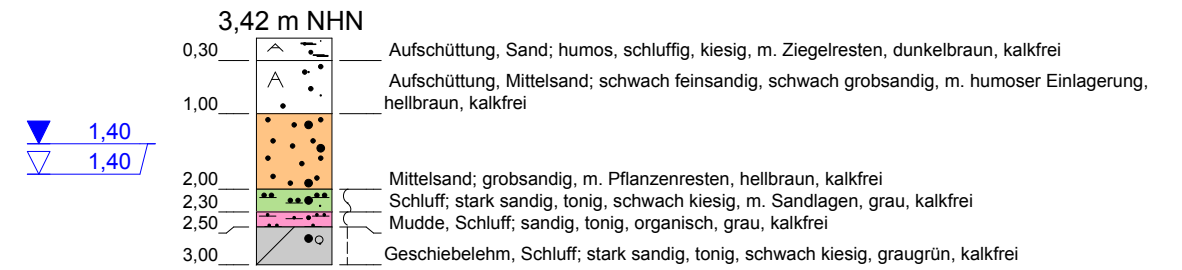 3,42 m NHN
0,30 Aufschüttung, Sand; humos, schluffig, kiesig, m. Ziegelresten, dunkelbraun, kalkfrei
A
Aufschüttung, Mittelsand; schwach feinsandig, schwach grobsandig, m. humoser Einlagerung,
A
1,00 hellbraun, kalkfrei
1,40
1,40
2,00 Mittelsand; grobsandig, m. Pflanzenresten, hellbraun, kalkfrei
2,30 Schluff; stark sandig, tonig, schwach kiesig, m. Sandlagen, grau, kalkfrei
2,50 Mudde, Schluff; sandig, tonig, organisch, grau, kalkfrei
3,00 Geschiebelehm, Schluff; stark sandig, tonig, schwach kiesig, graugrün, kalkfrei